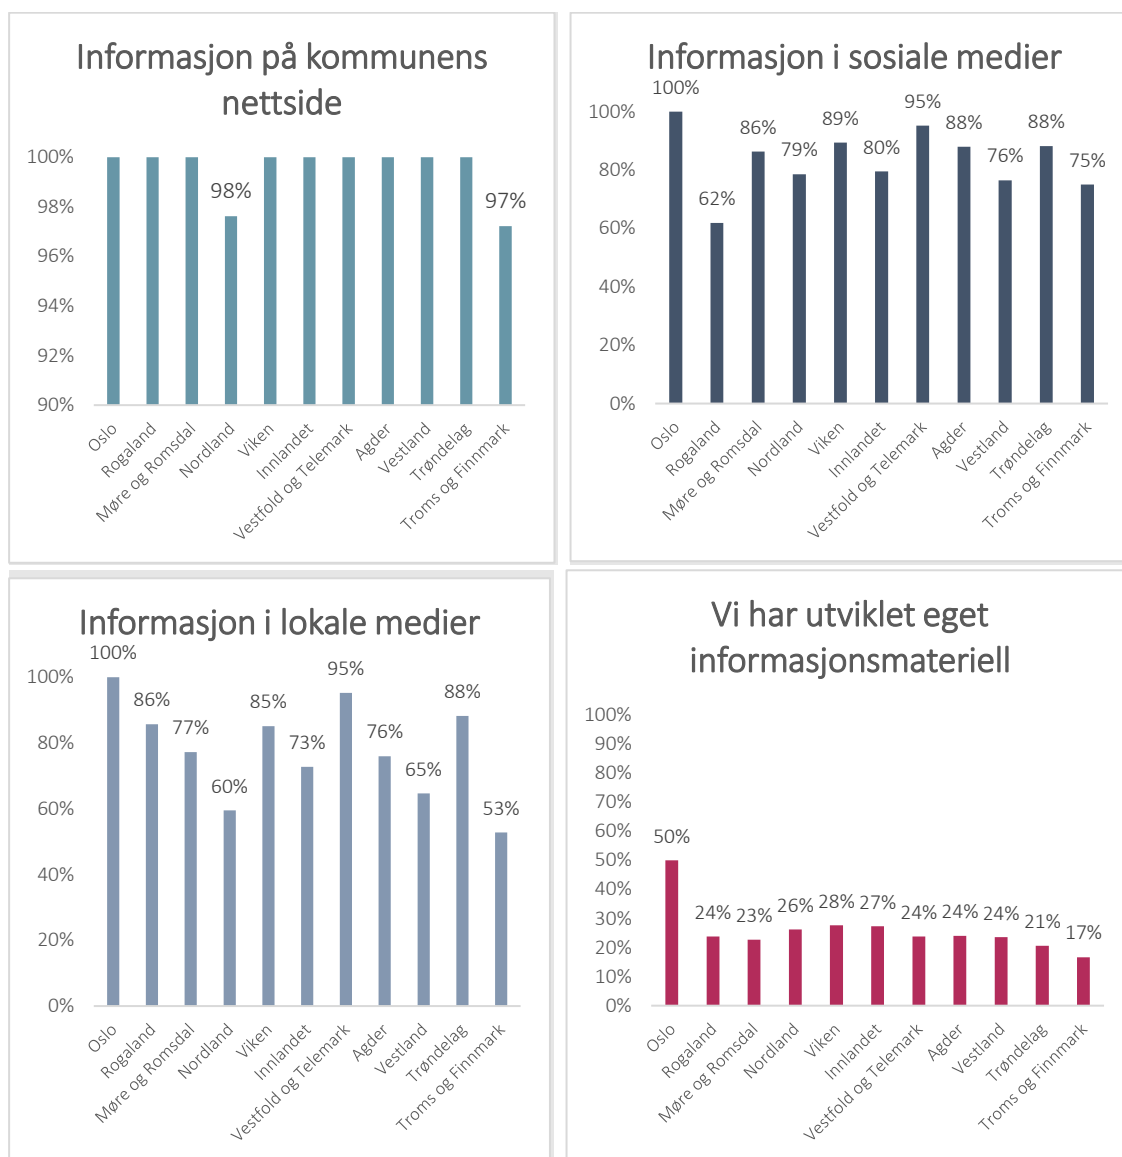 Informasjon på kommunens
nettside
98%
97%
100%
98%
96%
94%
92%
90%
Oslo
Rogaland
Møre og Romsdal
Nordland
Viken
Innlandet
Vestfold og Telemark
Agder
Vestland
Trøndelag
Troms og Finnmark
Informasjon i sosiale medier
100%
62%
86%
79%
89%
80%
95%
88%
76%
88%
75%
100%
80%
60%
40%
20%
0%
Oslo
Rogaland
Møre og Romsdal
Nordland
Viken
Innlandet
Vestfold og Telemark
Agder
Vestland
Trøndelag
Troms og Finnmark
Informasjon i lokale medier
100%
86%
77%
60%
85%
73%
95%
76%
65%
88%
53%
100%
80%
60%
40%
20%
0%
Oslo
Rogaland
Møre og Romsdal
Nordland
Viken
Innlandet
Vestfold og Telemark
Agder
Vestland
Trøndelag
Troms og Finnmark
Vi har utviklet eget
informasjonsmateriell
100%
90%
80%
70%
60%
50%
40%
30%
20%
10%
0%
50%
24%
23%
26%
28%
27%
24%
24%
24%
21%
17%
Oslo
Rogaland
Møre og Romsdal
Nordland
Viken
Innlandet
Vestfold og Telemark
Agder
Vestland
Trøndelag
Troms og Finnmark